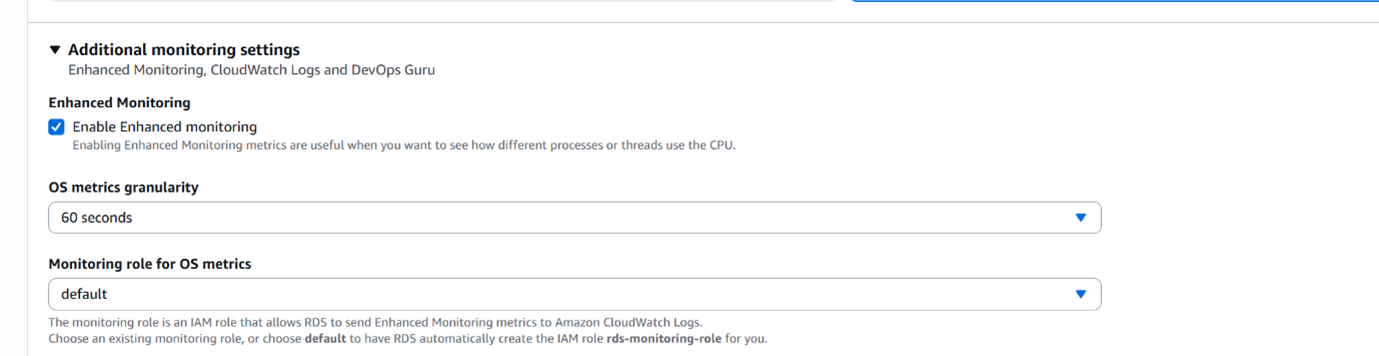 Additional monitoring settings
Enhanced Monitoring, CloudWatch Logs and DevOps Guru
Enhanced Monitoring
Enable Enhanced monitoring
Enabling Enhanced Monitoring metrics are useful when you want to see how different processes or threads use the CPU.
OS metrics granularity
60 seconds
Monitoring role for OS metrics
default
The monitoring role is an IAM role that allows RDS to send Enhanced Monitoring metrics to Amazon CloudWatch Logs.
Choose an existing monitoring role, or choose default to have RDS automatically create the IAM role rds-monitoring-role for you.